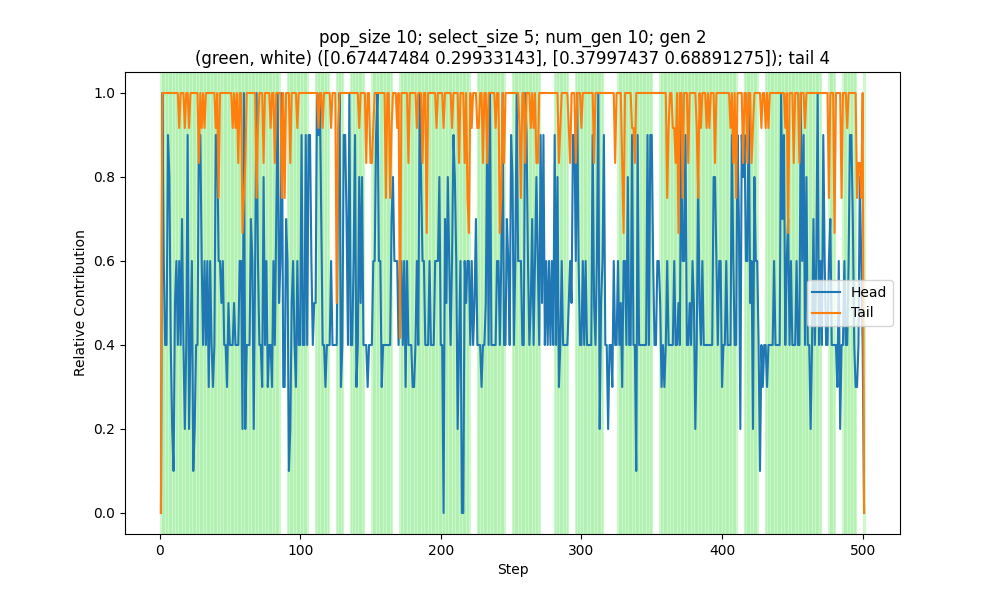 pop_size 10; select_size 5; num_gen 10; gen 2
(green, white) ([0.67447484 0.29933143], [0.37997437 0.68891275]); tail 4
1.0
0.8
0.6
0.4
0.2
0.0
Relative Contribution
Head
Tail
0
100
200
300
400
500
Step